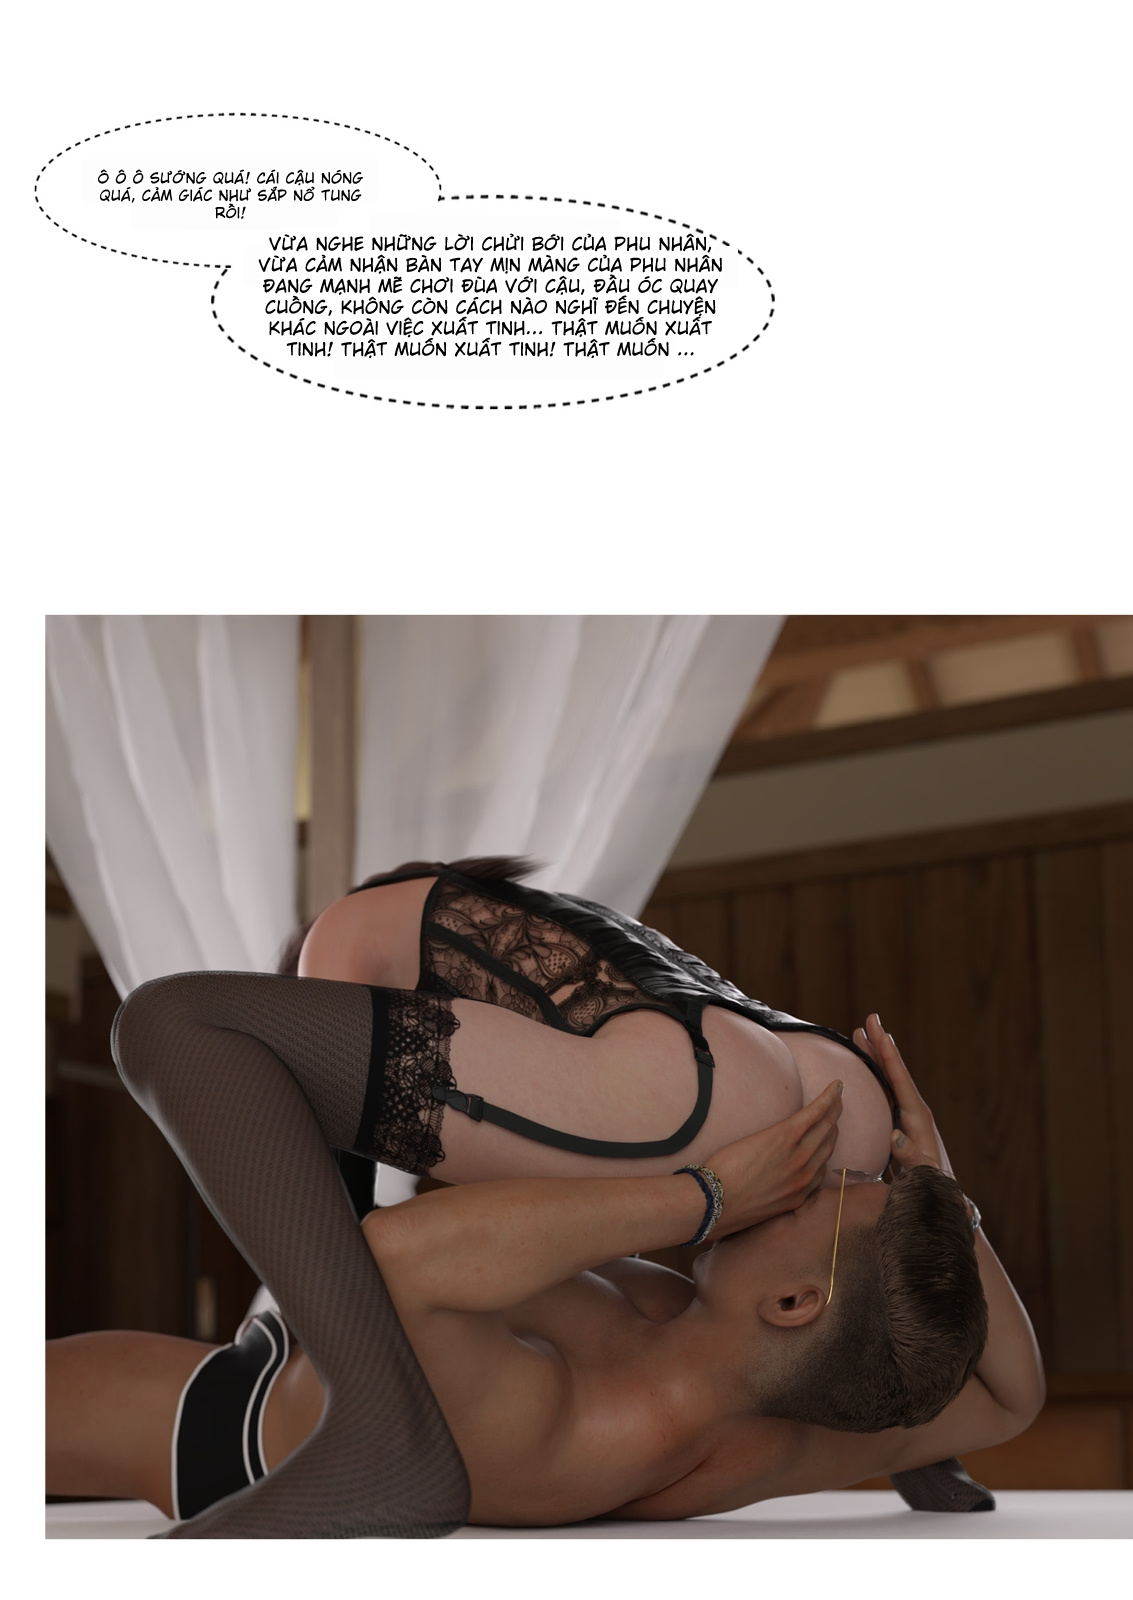 Ô Ô Ô SƯỚNG QUÁ! CÁI CẬU NÓNG
QUÁ, CẢM GIÁC NHƯ SẮP NỔ TUNG
RỒI!
VỪA NGHE NHỮNG LỜI CHỬI BỚI CỦA PHU NHÂN,
VỪA CẢM NHẬN BÀN TAY MỊN MÀNG CỦA PHU NHÂN
ĐANG MẠNH MẼ CHƠI ĐÙA VỚI CẬU, ĐẦU ÓC QUAY
CUỒNG, KHÔNG CÒN CÁCH NÀO NGHĨ ĐẾN CHUYỆN
KHÁC NGOÀI VIỆC XUẤT TINH... THẬT MUỐN XUẤT
TINH! THẬT MUỐN XUẤT TINH! THẬT MUỐN ...